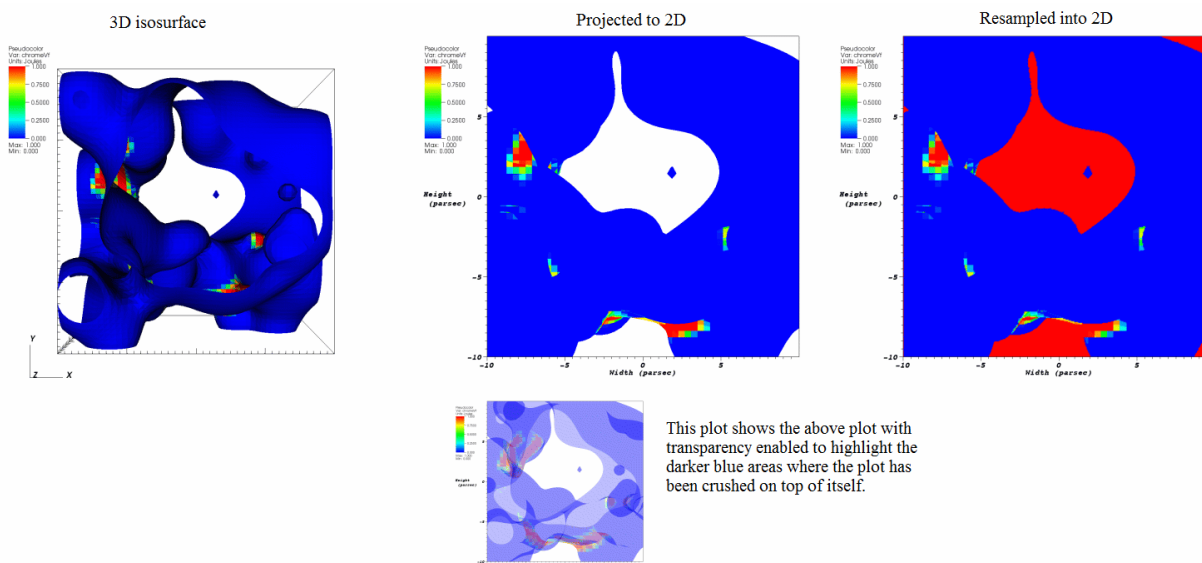 3D isosurface
Projected to 2D
Resampled into 2D
Pseudocolor
Var. chromeVf
Units Joules
1.000
0.7500
0.5000
0.2500
0.000
Max: 1.000
Min: 0.000
Y
Z X
Pseudocolor
Var. chromeVf
Units Joules
1.000
0.7500
0.5000
0.2500
0.000
Max: 1.000
Min: 0.000
5
0
-5
-10
Height
(parsec)
-10 -5 0 5
Width (parsec)
Pseudocolor
Var. chromeVf
Units Joules
1.000
0.7500
0.5000
0.2500
0.000
Max: 1.000
Min: 0.000
5
0
-5
-10
Height
(parsec)
-10 -5 0 5
Width (parsec)
Height
(parsec)
This plot shows the above plot with
transparency enabled to highlight the
darker blue areas where the plot has
been crushed on top of itself.